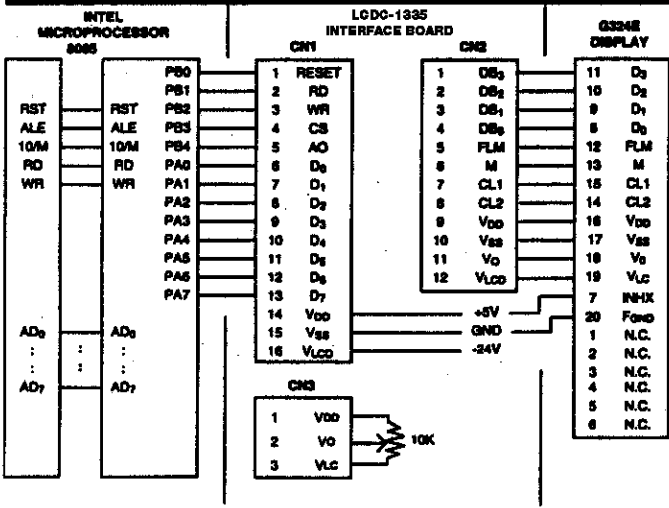 INTEL
MICROPROCESSOR
8085
LCDC-1335
INTERFACE BOARD
G324E
DISPLAY
CN1
CN2
RST RST
ALE ALE
10/M 10/M
RD RD
WR WR
AD₀ AD₀
AD₇ AD₇
PB0
PB1
PB2
PB3
PB4
PA0
PA1
PA2
PA3
PA4
PA5
PA6
PA7
1 RESET
2 RD
3 WR
4 CS
5 AO
6 D₀
7 D₁
8 D₂
9 D₃
10 D₄
11 D₅
12 D₆
13 D₇
14 VDD
15 VSS
16 VLCD
+5V
GND
-24V
1 DB₃
2 DB₂
3 DB₁
4 DB₀
5 FLM
6 M
7 CL1
8 CL2
9 VDD
10 VSS
11 VO
12 VLCD
11 D₃
10 D₂
9 D₁
8 D₀
12 FLM
13 M
15 CL1
14 CL2
16 VDD
17 VSS
18 V₀
19 VLC
7 INHX
20 FGND
1 N.C.
2 N.C.
3 N.C.
4 N.C.
5 N.C.
6 N.C.
CN3
1 VDD
2 VO
3 VLC
10K